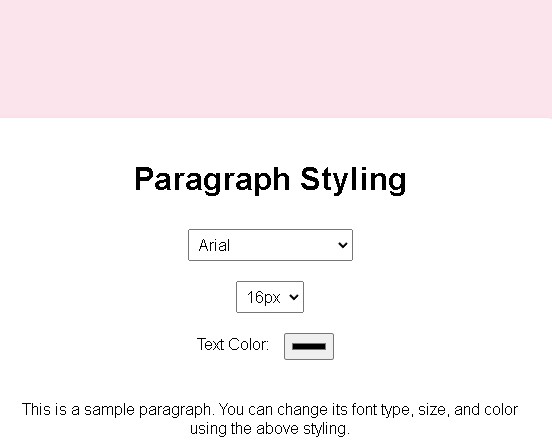 Paragraph Styling
Arial
16px
Text Color:
This is a sample paragraph. You can change its font type, size, and color
using the above styling.